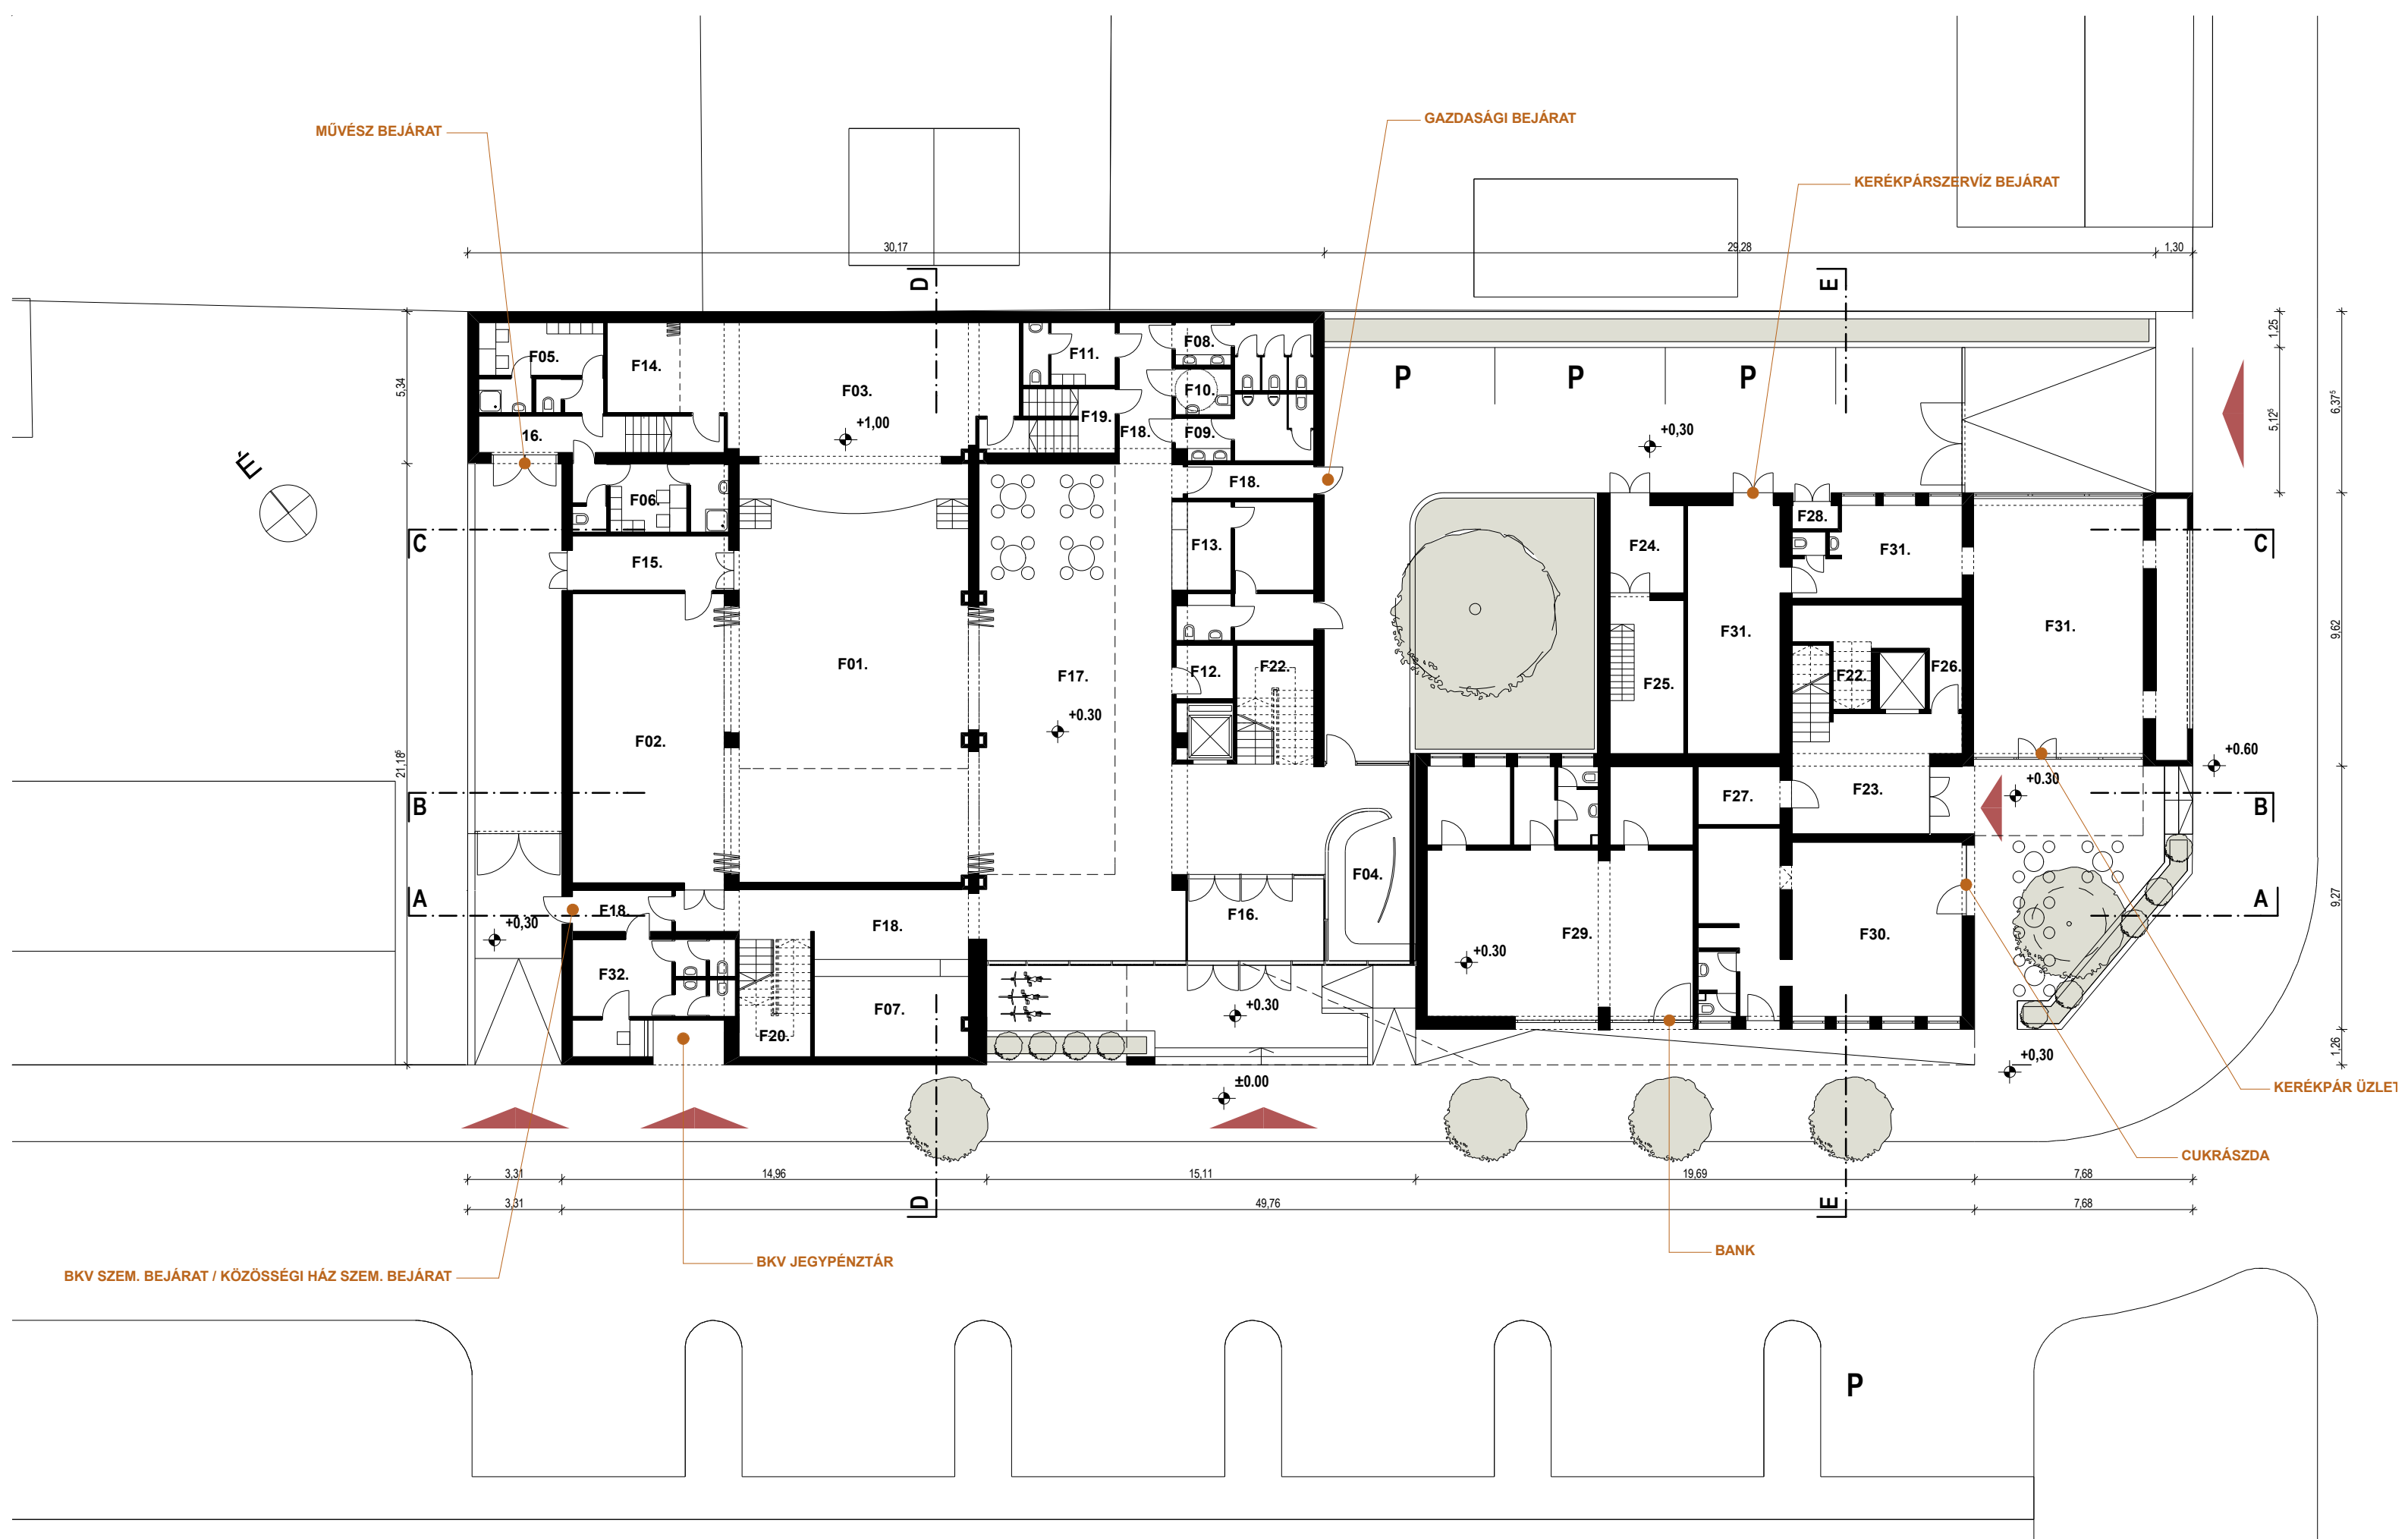 MŰVÉSZ BEJÁRAT
GAZDASÁGI BEJÁRAT
KERÉKPÁRSZERVÍZ BEJÁRAT
30,17
29,28
1,30
D
E
1,25
5,34
6,37⁵
5,12⁵
F05.
F14.
F03.
+1,00
F11.
F19.
F18.
F08.
F10.
F09.
P
P
P
+0,30
16.
É
F06.
F18.
F15.
C
F13.
F24.
F28.
F31.
C
F31.
F31.
9,62
F01.
F17.
F12.
F22.
F25.
F22.
F26.
F02.
+0.30
+0.60
21,18⁵
+0.30
B
F27.
F23.
B
A
F04.
A
F18.
+0,30
F18.
F16.
F29.
F30.
9,27
+0.30
F32.
F07.
F20.
+0.30
+0,30
1,26
±0.00
KERÉKPÁR ÜZLET
CUKRÁSZDA
3,31
14,96
15,11
19,69
7,68
3,31
49,76
7,68
D
E
BANK
BKV JEGYPÉNZTÁR
BKV SZEM. BEJÁRAT / KÖZÖSSÉGI HÁZ SZEM. BEJÁRAT
P